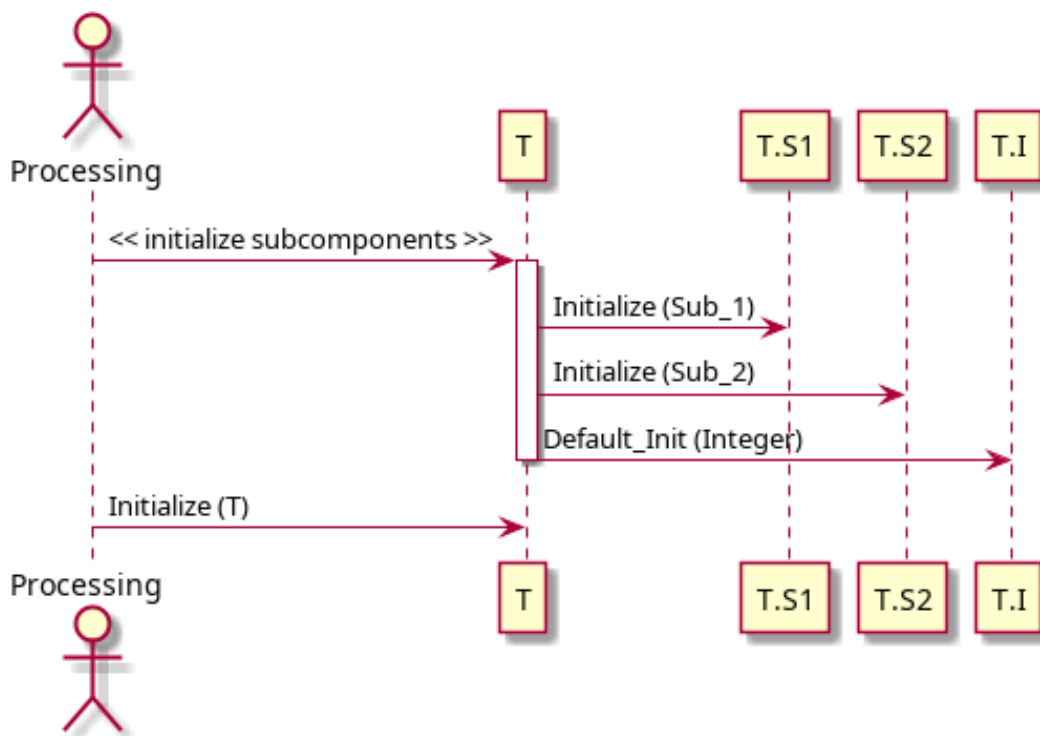 Processing
T
T.S1
T.S2
T.I
<< initialize subcomponents >>
Initialize (Sub_1)
Initialize (Sub_2)
Default_Init (Integer)
Initialize (T)
Processing
T
T.S1
T.S2
T.I